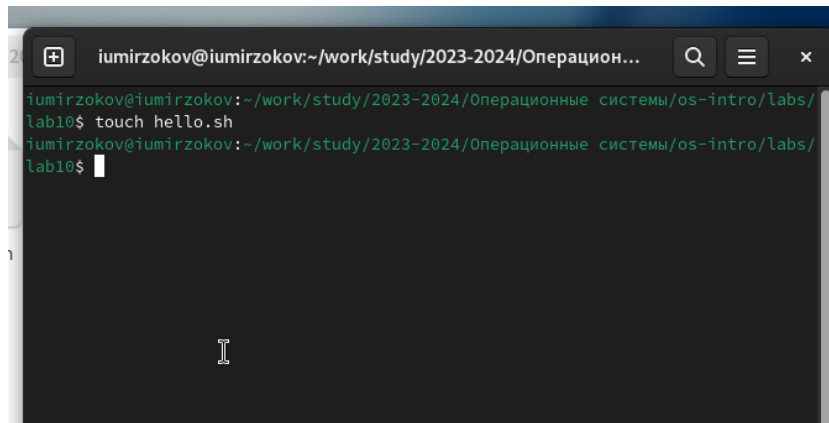 iumirzokov@iumirzokov:~/work/study/2023-2024/Операцион...
iumirzokov@iumirzokov:~/work/study/2023-2024/Операционные системы/os-intro/labs/
lab10$ touch hello.sh
iumirzokov@iumirzokov:~/work/study/2023-2024/Операционные системы/os-intro/labs/
lab10$